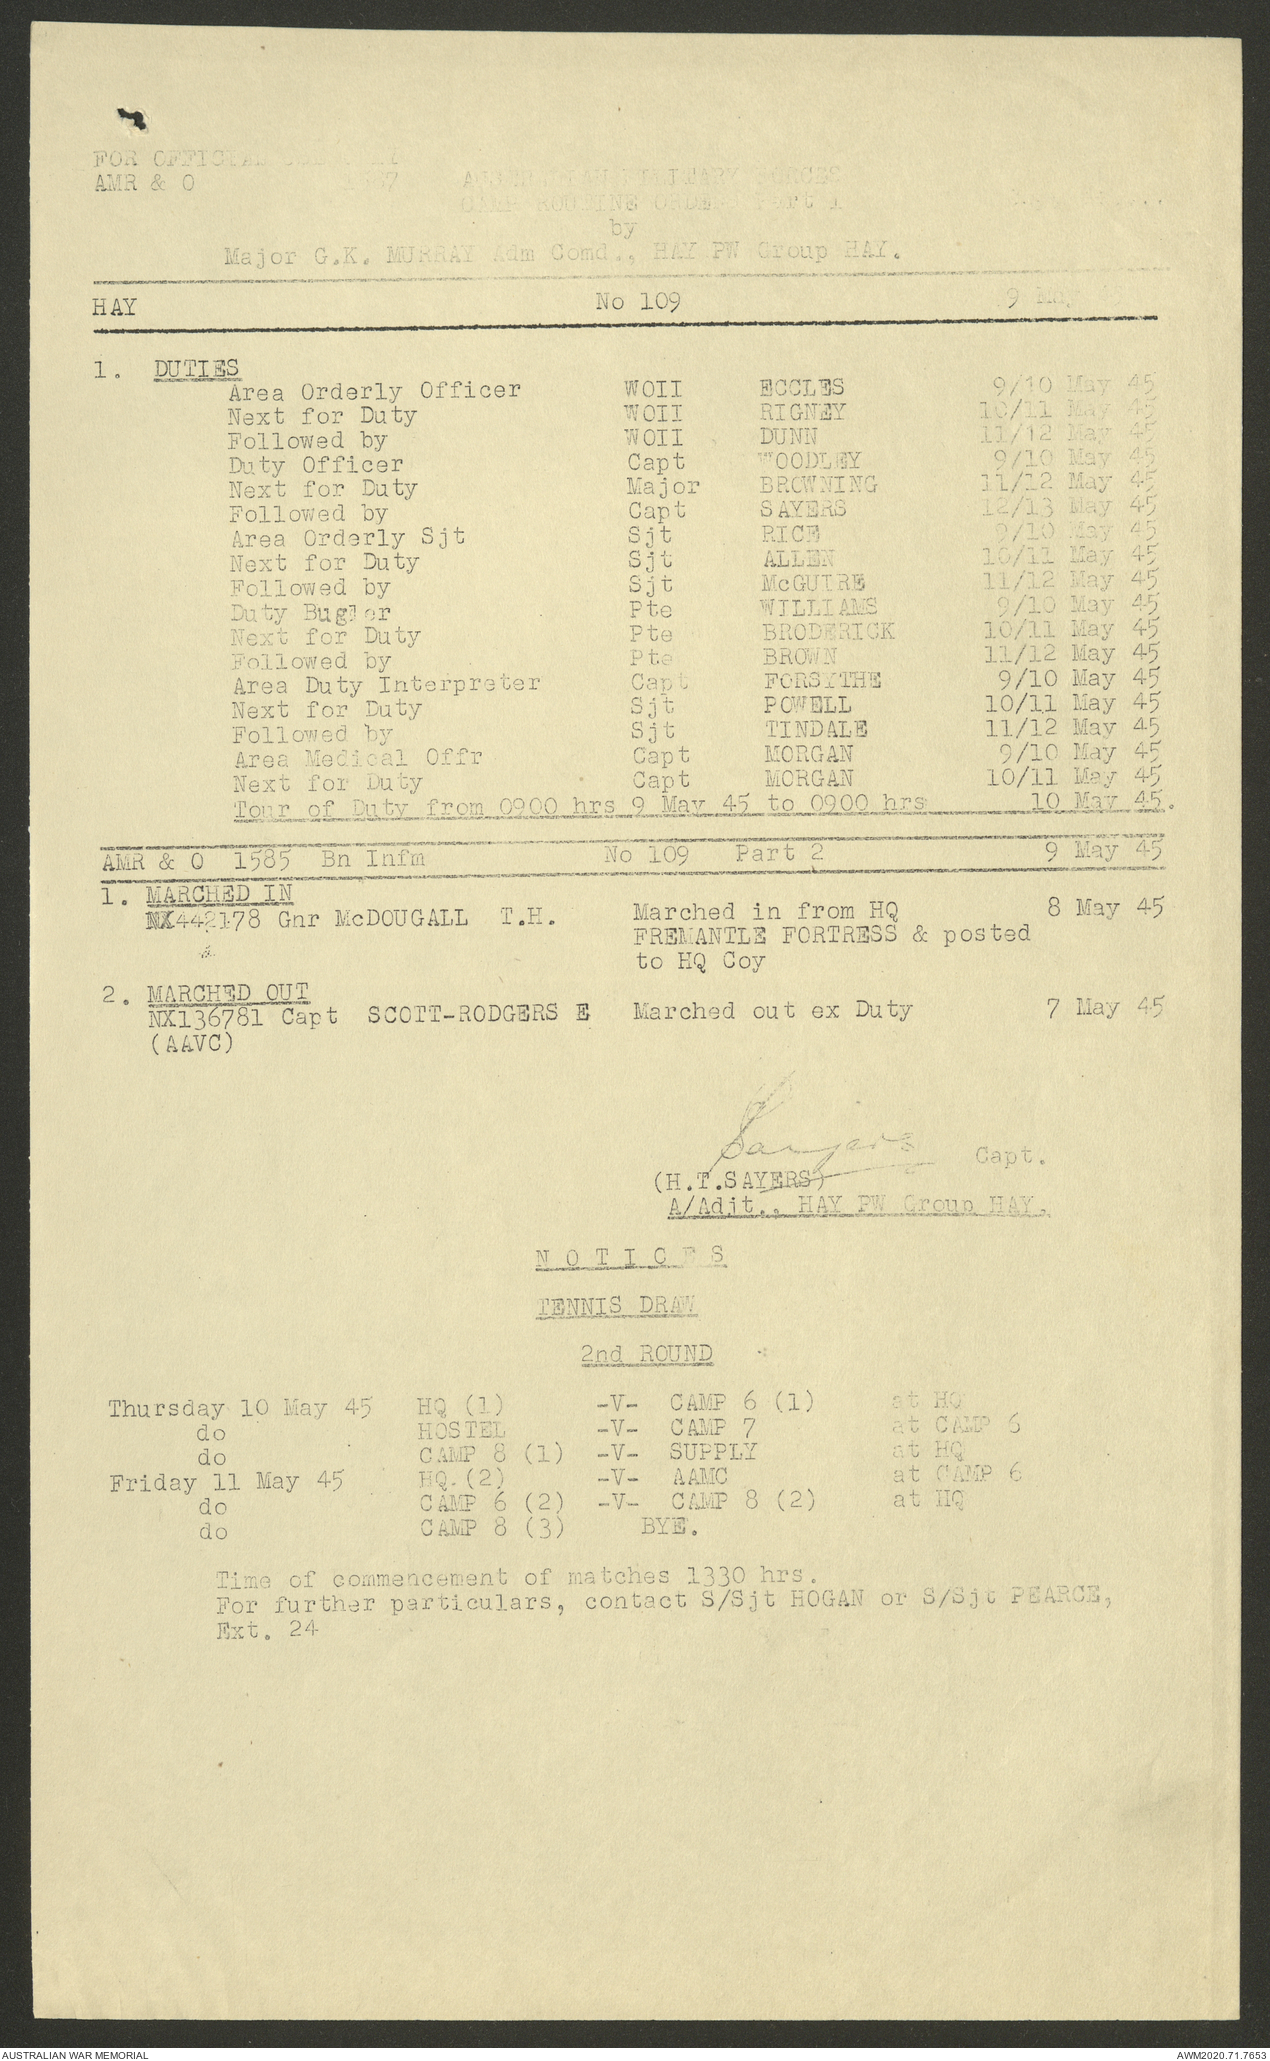 FOR OFFICIAL
AMR & O
AUSTRALIAN MILITARY FORCES
CAMP ROUTINE ORDERS Part 1
by
Major G.K. MURRAY Adm Comd., HAY PW Group HAY.
HAY No 109 9 May
1. DUTIES
Area Orderly Officer WOII ECCLES 9/10 May 45
Next for Duty WOII RIGNEY 10/11 May 45
Followed by WOII DUNN 11/12 May 45
Duty Officer Capt WOODLEY 9/10 May 45
Next for Duty Major BROWNING 11/12 May 45
Followed by Capt SAYERS 12/13 May 45
Area Orderly Sjt Sjt RICE 9/10 May 45
Next for Duty Sjt ALLEN 10/11 May 45
Followed by Sjt McGUIRE 11/12 May 45
Duty Bugler Pte WILLIAMS 9/10 May 45
Next for Duty Pte BRODERICK 10/11 May 45
Followed by Pte BROWN 11/12 May 45
Area Duty Interpreter Capt FORSYTHE 9/10 May 45
Next for Duty Sjt POWELL 10/11 May 45
Followed by Sjt TINDALE 11/12 May 45
Area Medical Offr Capt MORGAN 9/10 May 45
Next for Duty Capt MORGAN 10/11 May 45
Tour of Duty from 0900 hrs 9 May 45 to 0900 hrs 10 May 45.
AMR & O 1585 Bn Infm No 109 Part 2 9 May 45
1. MARCHED IN
NX442178 Gnr McDOUGALL T.H. Marched in from HQ 8 May 45
FREMANTLE FORTRESS & posted
to HQ Coy
2. MARCHED OUT
NX136781 Capt SCOTT-RODGERS E Marched out ex Duty 7 May 45
(AAVC)
Capt.
(H.T.SAYERS)
A/Adjt., HAY PW Group HAY.
N O T I C E S
TENNIS DRAW
2nd ROUND
Thursday 10 May 45 HQ (1) -V- CAMP 6 (1) at HQ
do HOSTEL -V- CAMP 7 at CAMP 6
do CAMP 8 (1) -V- SUPPLY at HQ
Friday 11 May 45 HQ.(2) -V- AAMC at CAMP 6
do CAMP 6 (2) -V- CAMP 8 (2) at HQ
do CAMP 8 (3) BYE.
Time of commencement of matches 1330 hrs.
For further particulars, contact S/Sjt HOGAN or S/Sjt PEARCE,
Ext. 24
AUSTRALIAN WAR MEMORIAL AWM2020.71.7653